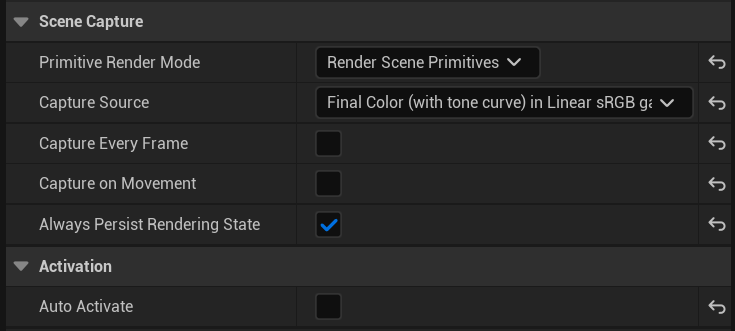 Scene Capture
Primitive Render Mode
Render Scene Primitives
Capture Source
Final Color (with tone curve) in Linear sRGB ga
Capture Every Frame
Capture on Movement
Always Persist Rendering State
Activation
Auto Activate